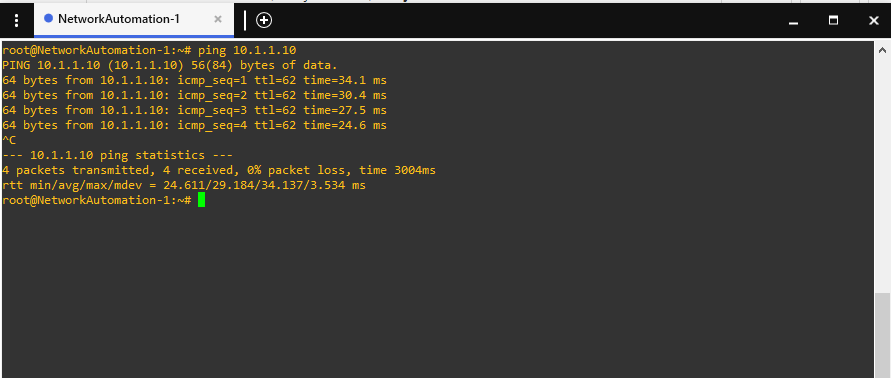 NetworkAutomation-1
root@NetworkAutomation-1:~# ping 10.1.1.10
PING 10.1.1.10 (10.1.1.10) 56(84) bytes of data.
64 bytes from 10.1.1.10: icmp_seq=1 ttl=62 time=34.1 ms
64 bytes from 10.1.1.10: icmp_seq=2 ttl=62 time=30.4 ms
64 bytes from 10.1.1.10: icmp_seq=3 ttl=62 time=27.5 ms
64 bytes from 10.1.1.10: icmp_seq=4 ttl=62 time=24.6 ms
^C
--- 10.1.1.10 ping statistics ---
4 packets transmitted, 4 received, 0% packet loss, time 3004ms
rtt min/avg/max/mdev = 24.611/29.184/34.137/3.534 ms
root@NetworkAutomation-1:~#